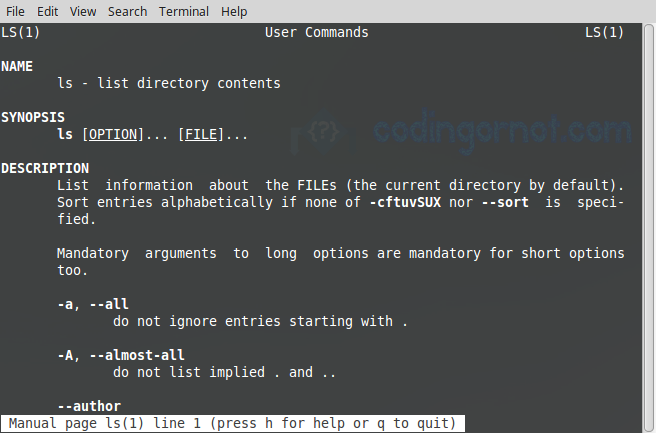 File Edit View Search Terminal Help
LS(1) User Commands LS(1)
NAME
ls - list directory contents
SYNOPSIS
ls [OPTION]... [FILE]...
{?} codingornot.com
DESCRIPTION
List information about the FILEs (the current directory by default).
Sort entries alphabetically if none of -cftuvSUX nor --sort is speci-
fied.
Mandatory arguments to long options are mandatory for short options
too.
-a, --all
do not ignore entries starting with .
-A, --almost-all
do not list implied . and ..
--author
Manual page ls(1) line 1 (press h for help or q to quit)